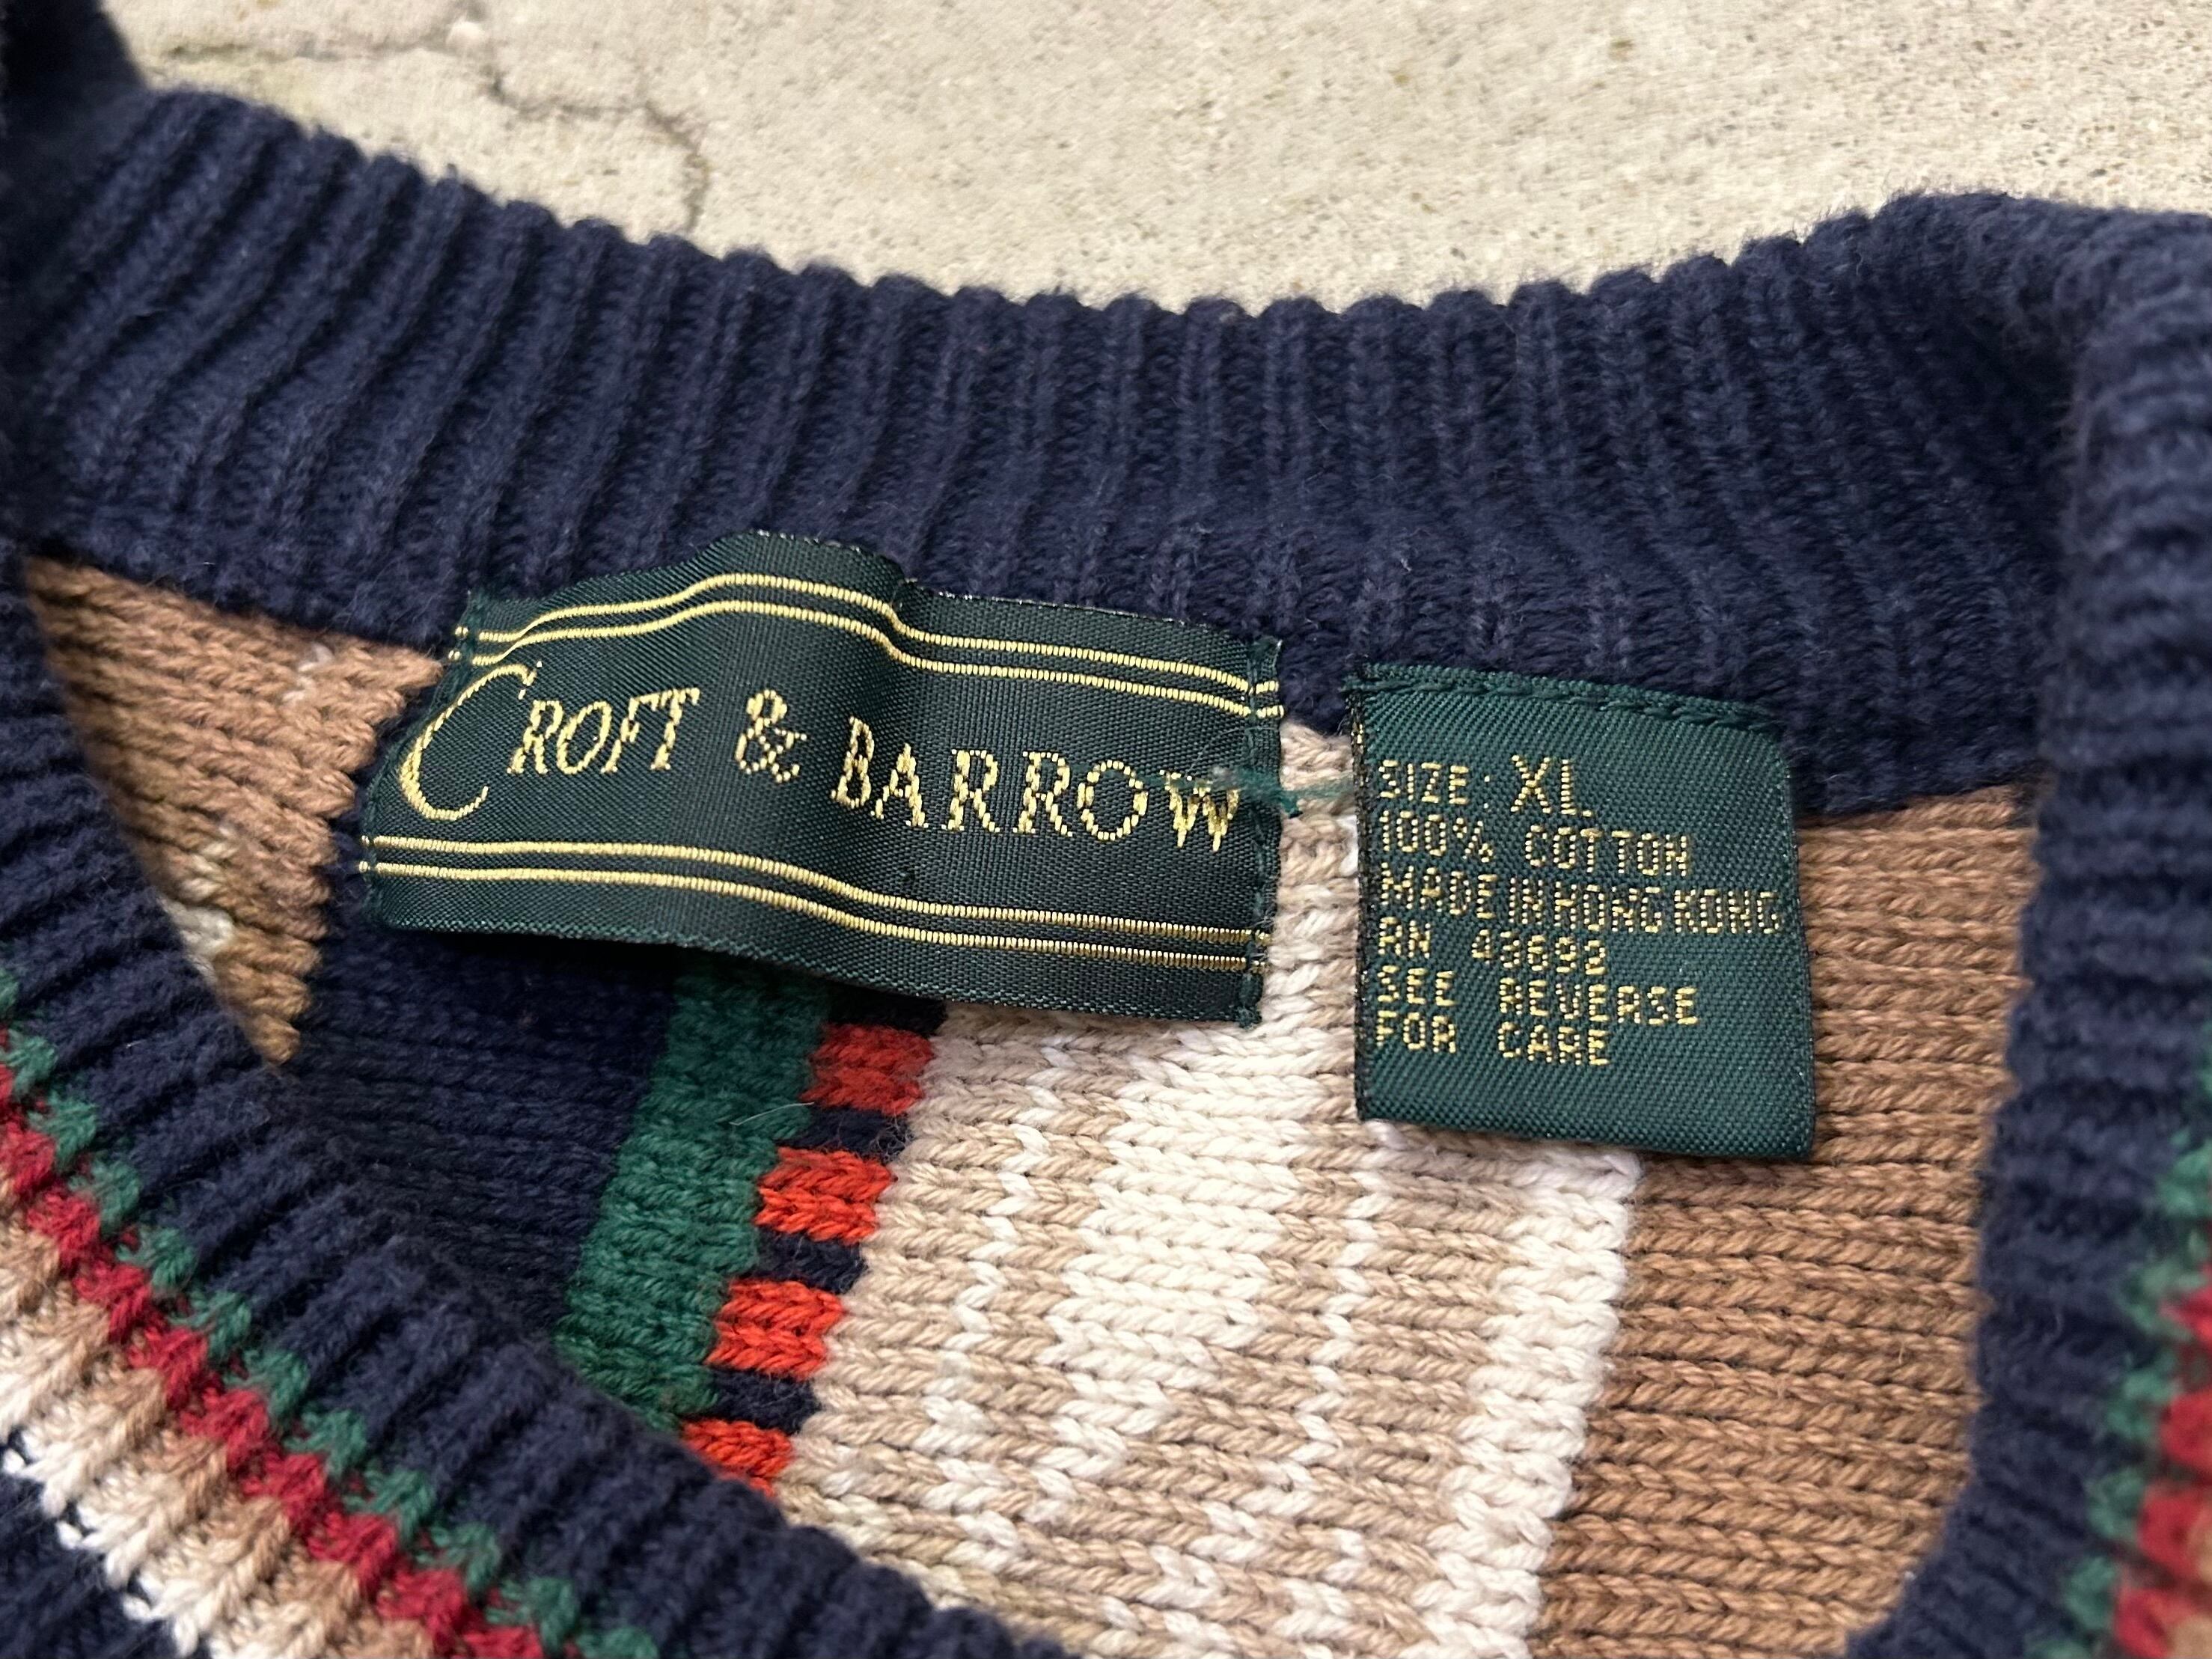 CROFT & BARROW
SIZE: XL
100% COTTON
MADE IN HONG KONG
RN 43692
SEE REVERSE
FOR CARE